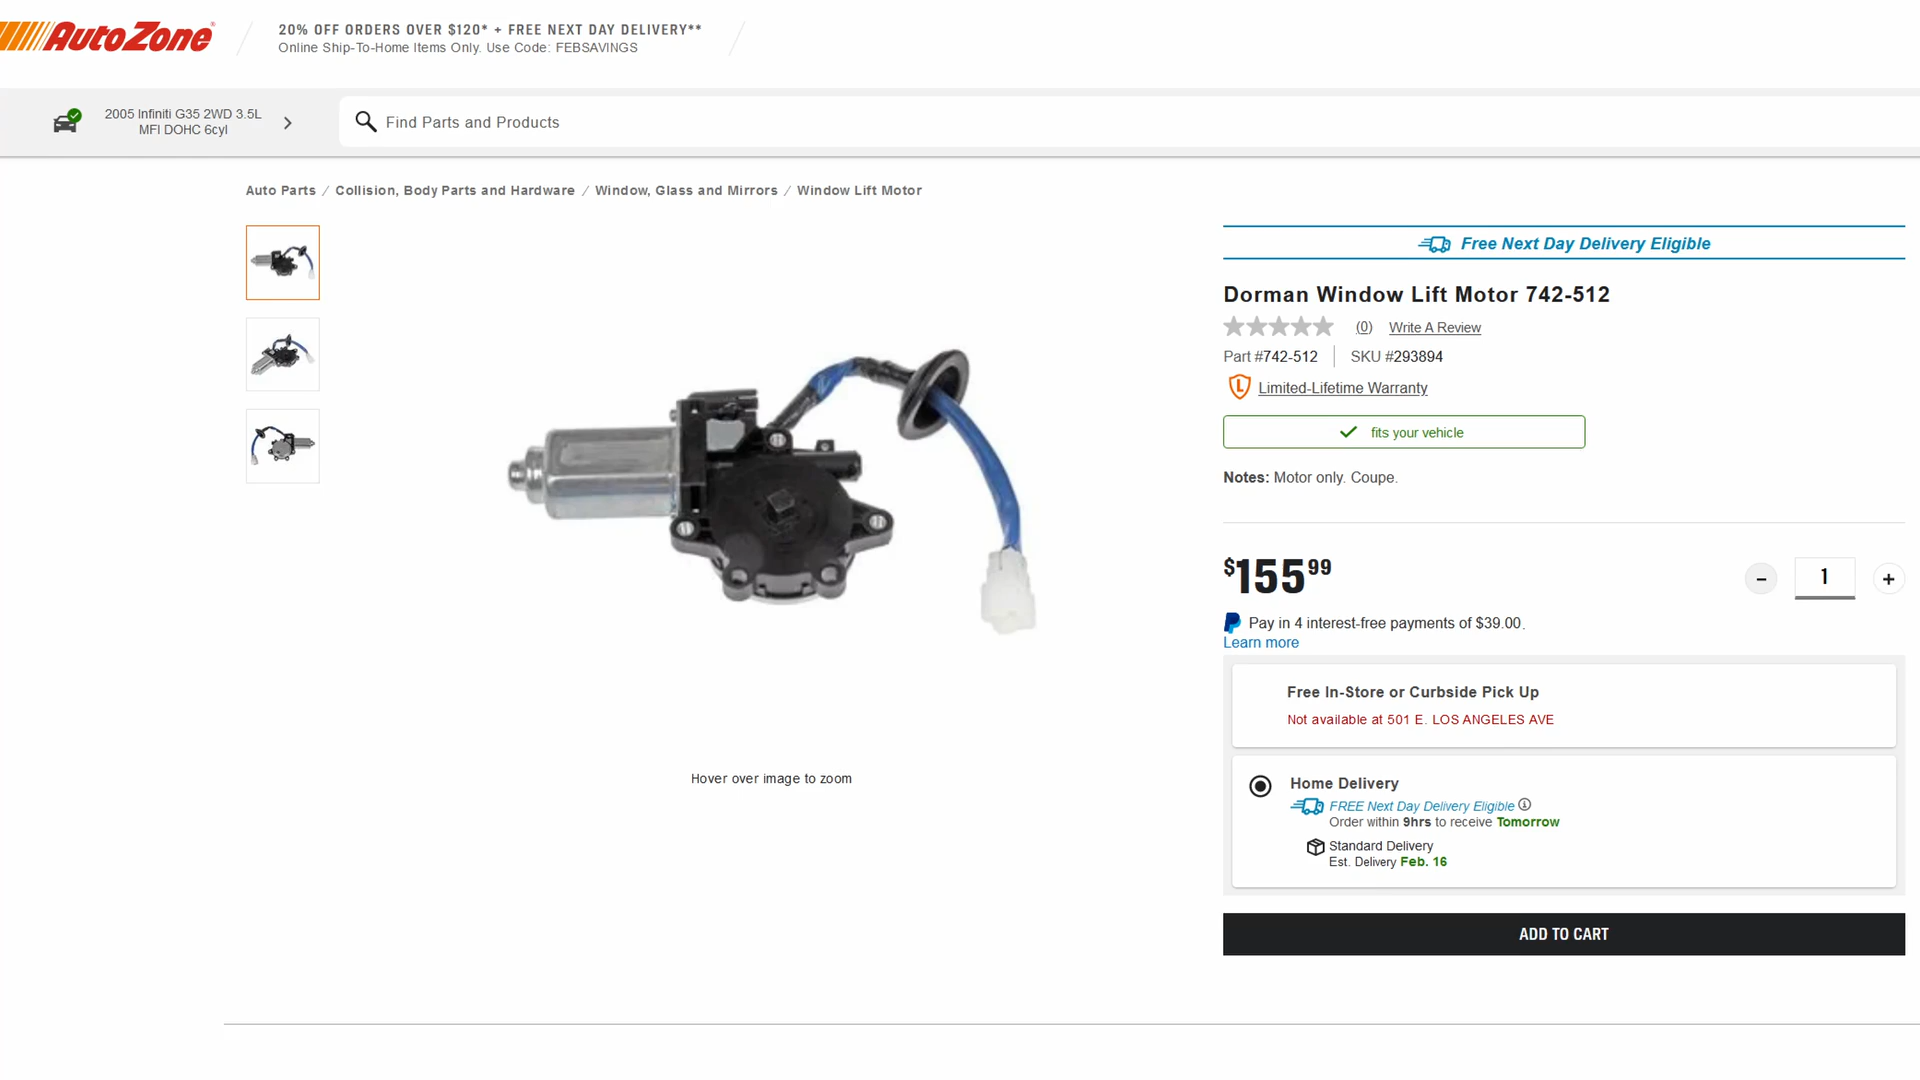 AutoZone
20% OFF ORDERS OVER $120* + FREE NEXT DAY DELIVERY**
Online Ship-To-Home Items Only. Use Code: FEBSAVINGS
2005 Infiniti G35 2WD 3.5L
MFI DOHC 6cyl
Find Parts and Products
Auto Parts / Collision, Body Parts and Hardware / Window, Glass and Mirrors / Window Lift Motor
Free Next Day Delivery Eligible
Dorman Window Lift Motor 742-512
(0) Write A Review
Part #742-512 SKU #293894
Limited-Lifetime Warranty
fits your vehicle
Notes: Motor only. Coupe.
$155 99
- 1 +
Pay in 4 interest-free payments of $39.00.
Learn more
Free In-Store or Curbside Pick Up
Not available at 501 E. LOS ANGELES AVE
Home Delivery
FREE Next Day Delivery Eligible
Order within 9hrs to receive Tomorrow
Standard Delivery
Est. Delivery Feb. 16
Hover over image to zoom
ADD TO CART